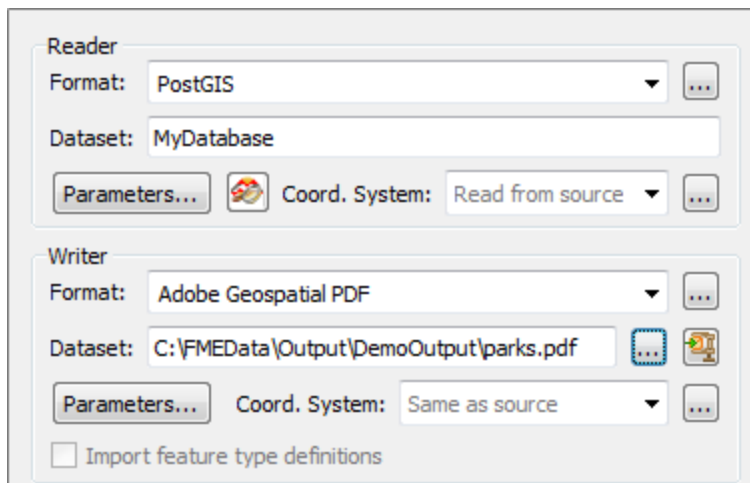 Reader
Format: PostGIS ...
Dataset: MyDatabase
Parameters... Coord. System: Read from source ...
Writer
Format: Adobe Geospatial PDF ...
Dataset: C:\FMEData\Output\DemoOutput\parks.pdf ...
Parameters... Coord. System: Same as source ...
Import feature type definitions